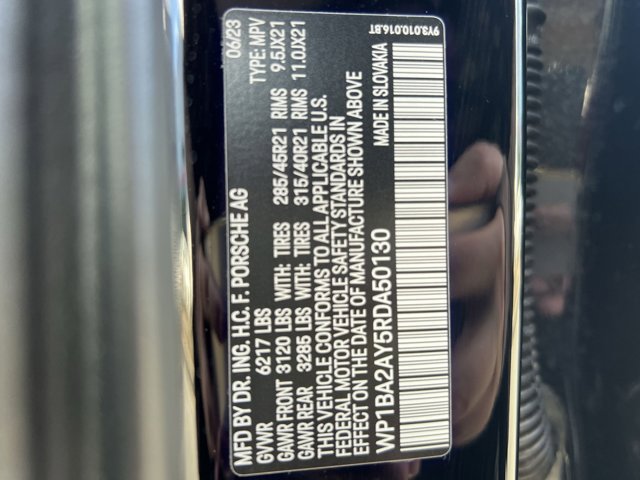 MFD BY DR. ING. H.C. F. PORSCHE AG 06/23
GVWR 6217 LBS TYPE: MPV
GAWR FRONT 3120 LBS WITH: TIRES 285/45R21 RIMS 9.5JX21
GAWR REAR 3285 LBS WITH: TIRES 315/40R21 RIMS 11.0JX21
THIS VEHICLE CONFORMS TO ALL APPLICABLE U.S.
FEDERAL MOTOR VEHICLE SAFETY STANDARDS IN
EFFECT ON THE DATE OF MANUFACTURE SHOWN ABOVE
WP1BA2AY5RDA50130 MADE IN SLOVAKIA 9Y3.010.016.BT